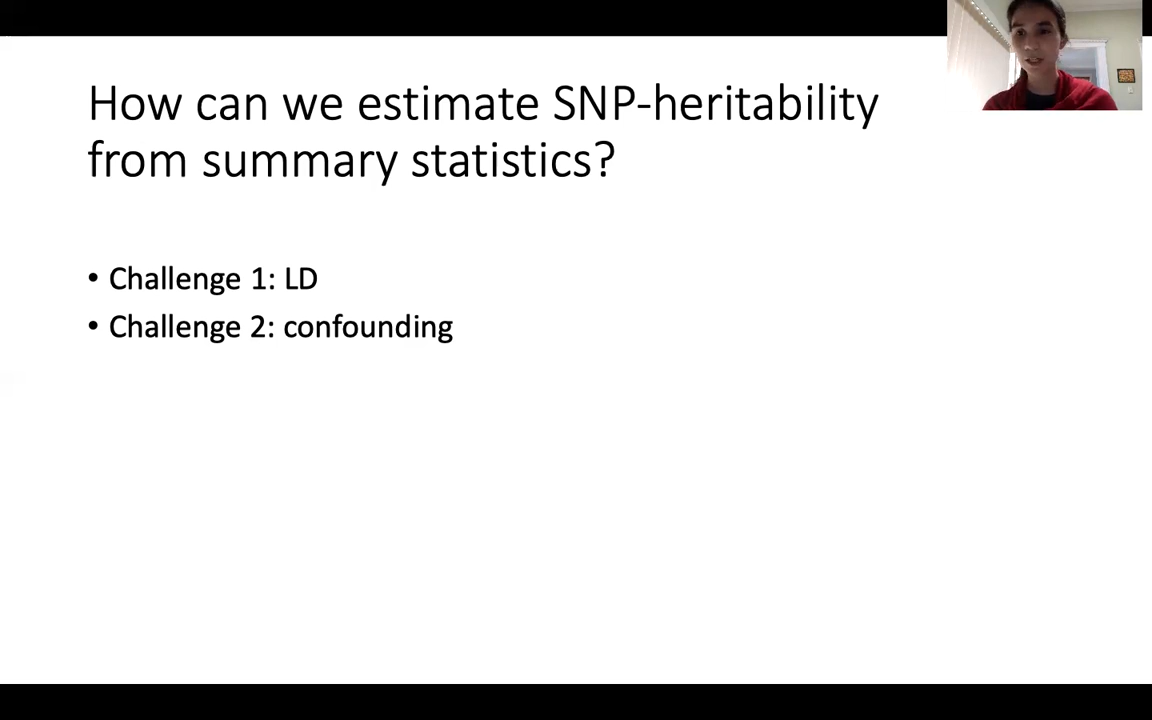 How can we estimate SNP-heritability
from summary statistics?
• Challenge 1: LD
• Challenge 2: confounding